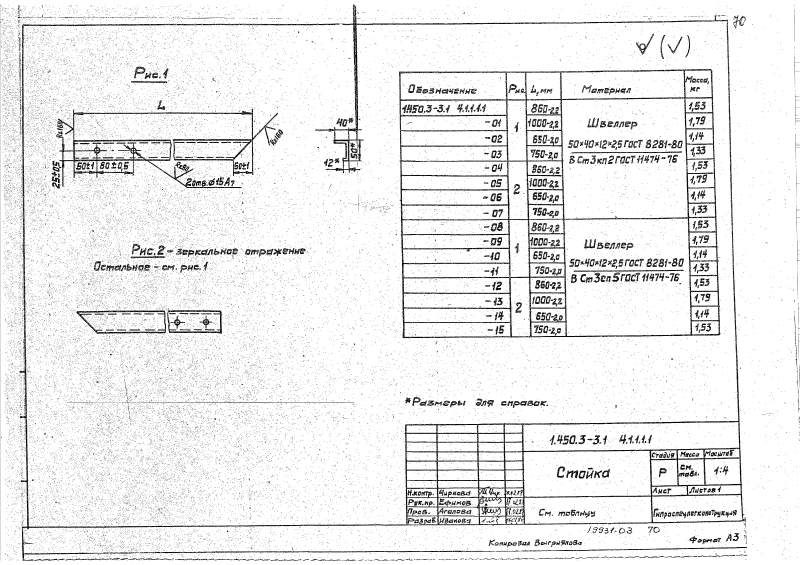 70
Рис.1
L
40*
50*
12*
Rz160
Rz160
Rz80
25±0,5
50±1
80±0,5
50±1
2отв.⌀15А7
Рис.2 - зеркальное отражение
Остальное - см. рис.1
Обозначение Рис. L, мм Материал Масса, кг
1.450.3-3.1 4.1.1.1.1 1 860-2,2 Швеллер 50×40×12×2,5 ГОСТ 8281-80 1,53
-01 1000-2,2 В Ст3кп2 ГОСТ 11474-76 1,79
-02 650-2,0 1,14
-03 750-2,0 1,33
-04 2 860-2,2 1,53
-05 1000-2,2 1,79
-06 650-2,0 1,14
-07 750-2,0 1,33
-08 1 860-2,2 Швеллер 50×40×12×2,5 ГОСТ 8281-80 1,53
-09 1000-2,2 В Ст3сп5 ГОСТ 11474-76 1,79
-10 650-2,0 1,14
-11 750-2,0 1,33
-12 2 860-2,2 1,53
-13 1000-2,2 1,79
-14 650-2,0 1,14
-15 750-2,0 1,53
*Размеры для справок.
1.450.3-3.1 4.1.1.1.1
Стойка
Стадия Масса Масштаб
Р см. табл. 1:4
Лист Листов 1
Н.контр. Чиркова
Рук.пр. Ефимов
Пров. Агапова
Разраб. Иванова
См. таблицу
Гипроспецлегконструкция
19931-03 70
Копировал Выгриялова
Формат А3